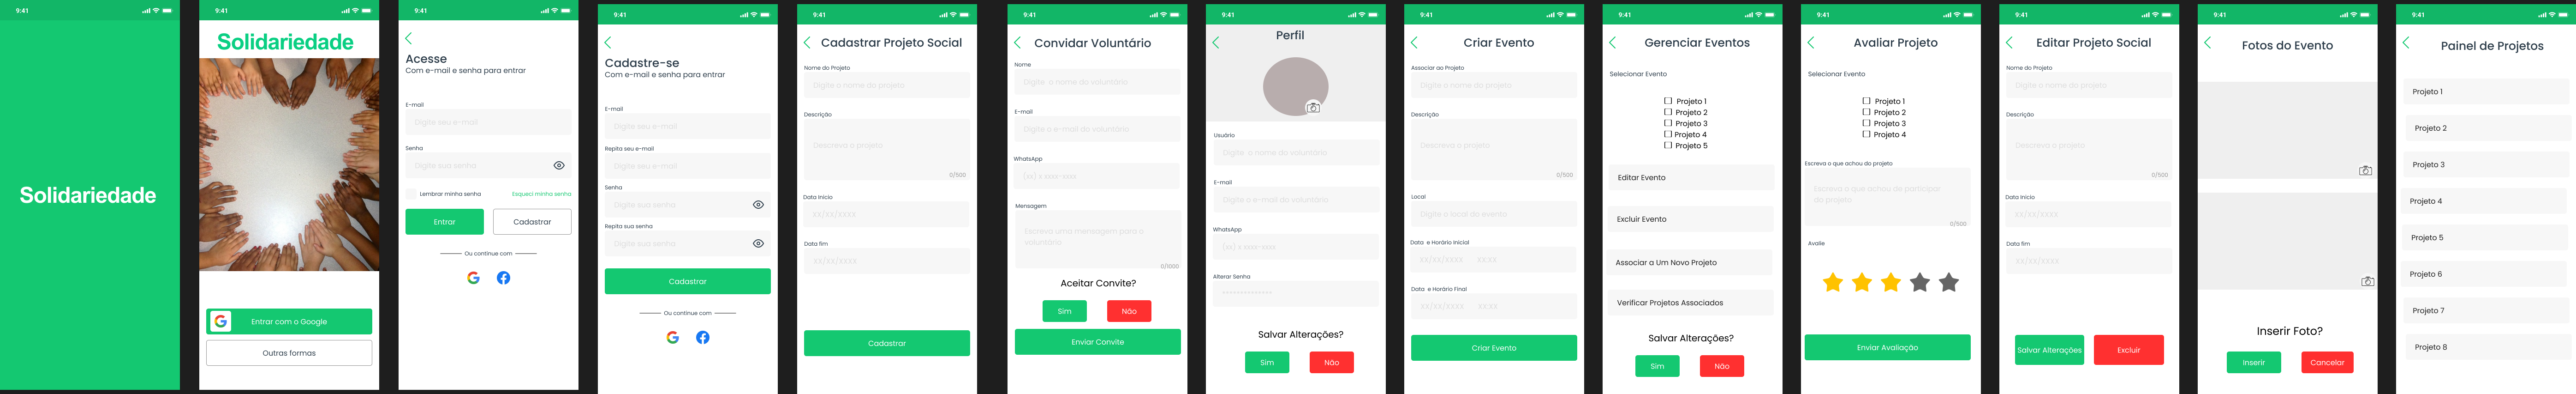 9:41
Solidariedade
9:41
Solidariedade
Entrar com o Google
Outras formas
9:41
Acesse
Com e-mail e senha para entrar
E-mail
Digite seu e-mail
Senha
Digite sua senha
Lembrar minha senha
Esqueci minha senha
Entrar
Cadastrar
Ou continue com
9:41
Cadastre-se
Com e-mail e senha para entrar
E-mail
Digite seu e-mail
Repita seu e-mail
Digite seu e-mail
Senha
Digite sua senha
Repita sua senha
Digite sua senha
Cadastrar
Ou continue com
9:41
Cadastrar Projeto Social
Nome do Projeto
Digite o nome do projeto
Descrição
Descreva o projeto
0/500
Data Inicio
XX/XX/XXXX
Data fim
XX/XX/XXXX
Cadastrar
9:41
Convidar Voluntário
Nome
Digite o nome do voluntário
E-mail
Digite o e-mail do voluntário
WhatsApp
(xx) x xxxx-xxxx
Mensagem
Escreva uma mensagem para o
voluntário
0/1000
Aceitar Convite?
Sim
Não
Enviar Convite
9:41
Perfil
Usuário
Digite o nome do voluntário
E-mail
Digite o e-mail do voluntário
WhatsApp
(xx) x xxxx-xxxx
Alterar Senha
**************
Salvar Alterações?
Sim
Não
9:41
Criar Evento
Associar ao Projeto
Digite o nome do projeto
Descrição
Descreva o projeto
0/500
Local
Digite o local do evento
Data e Horário Inicial
XX/XX/XXXX XX:XX
Data e Horário Final
XX/XX/XXXX XX:XX
Criar Evento
9:41
Gerenciar Eventos
Selecionar Evento
Projeto 1
Projeto 2
Projeto 3
Projeto 4
Projeto 5
Editar Evento
Excluir Evento
Associar a Um Novo Projeto
Verificar Projetos Associados
Salvar Alterações?
Sim
Não
9:41
Avaliar Projeto
Selecionar Evento
Projeto 1
Projeto 2
Projeto 3
Projeto 4
Escreva o que achou do projeto
Escreva o que achou de participar
do projeto
0/500
Avalie
Enviar Avaliação
9:41
Editar Projeto Social
Nome do Projeto
Digite o nome do projeto
Descrição
Descreva o projeto
0/500
Data Inicio
XX/XX/XXXX
Data fim
XX/XX/XXXX
Salvar Alterações
Excluir
9:41
Fotos do Evento
Inserir Foto?
Inserir
Cancelar
9:41
Painel de Projetos
Projeto 1
Projeto 2
Projeto 3
Projeto 4
Projeto 5
Projeto 6
Projeto 7
Projeto 8